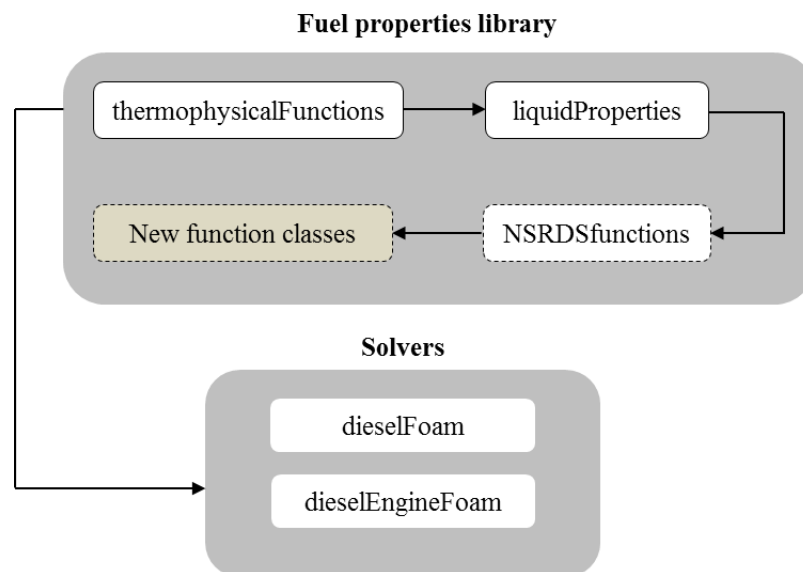 Fuel properties library
thermophysicalFunctions
liquidProperties
New function classes
NSRDSfunctions
Solvers
dieselFoam
dieselEngineFoam